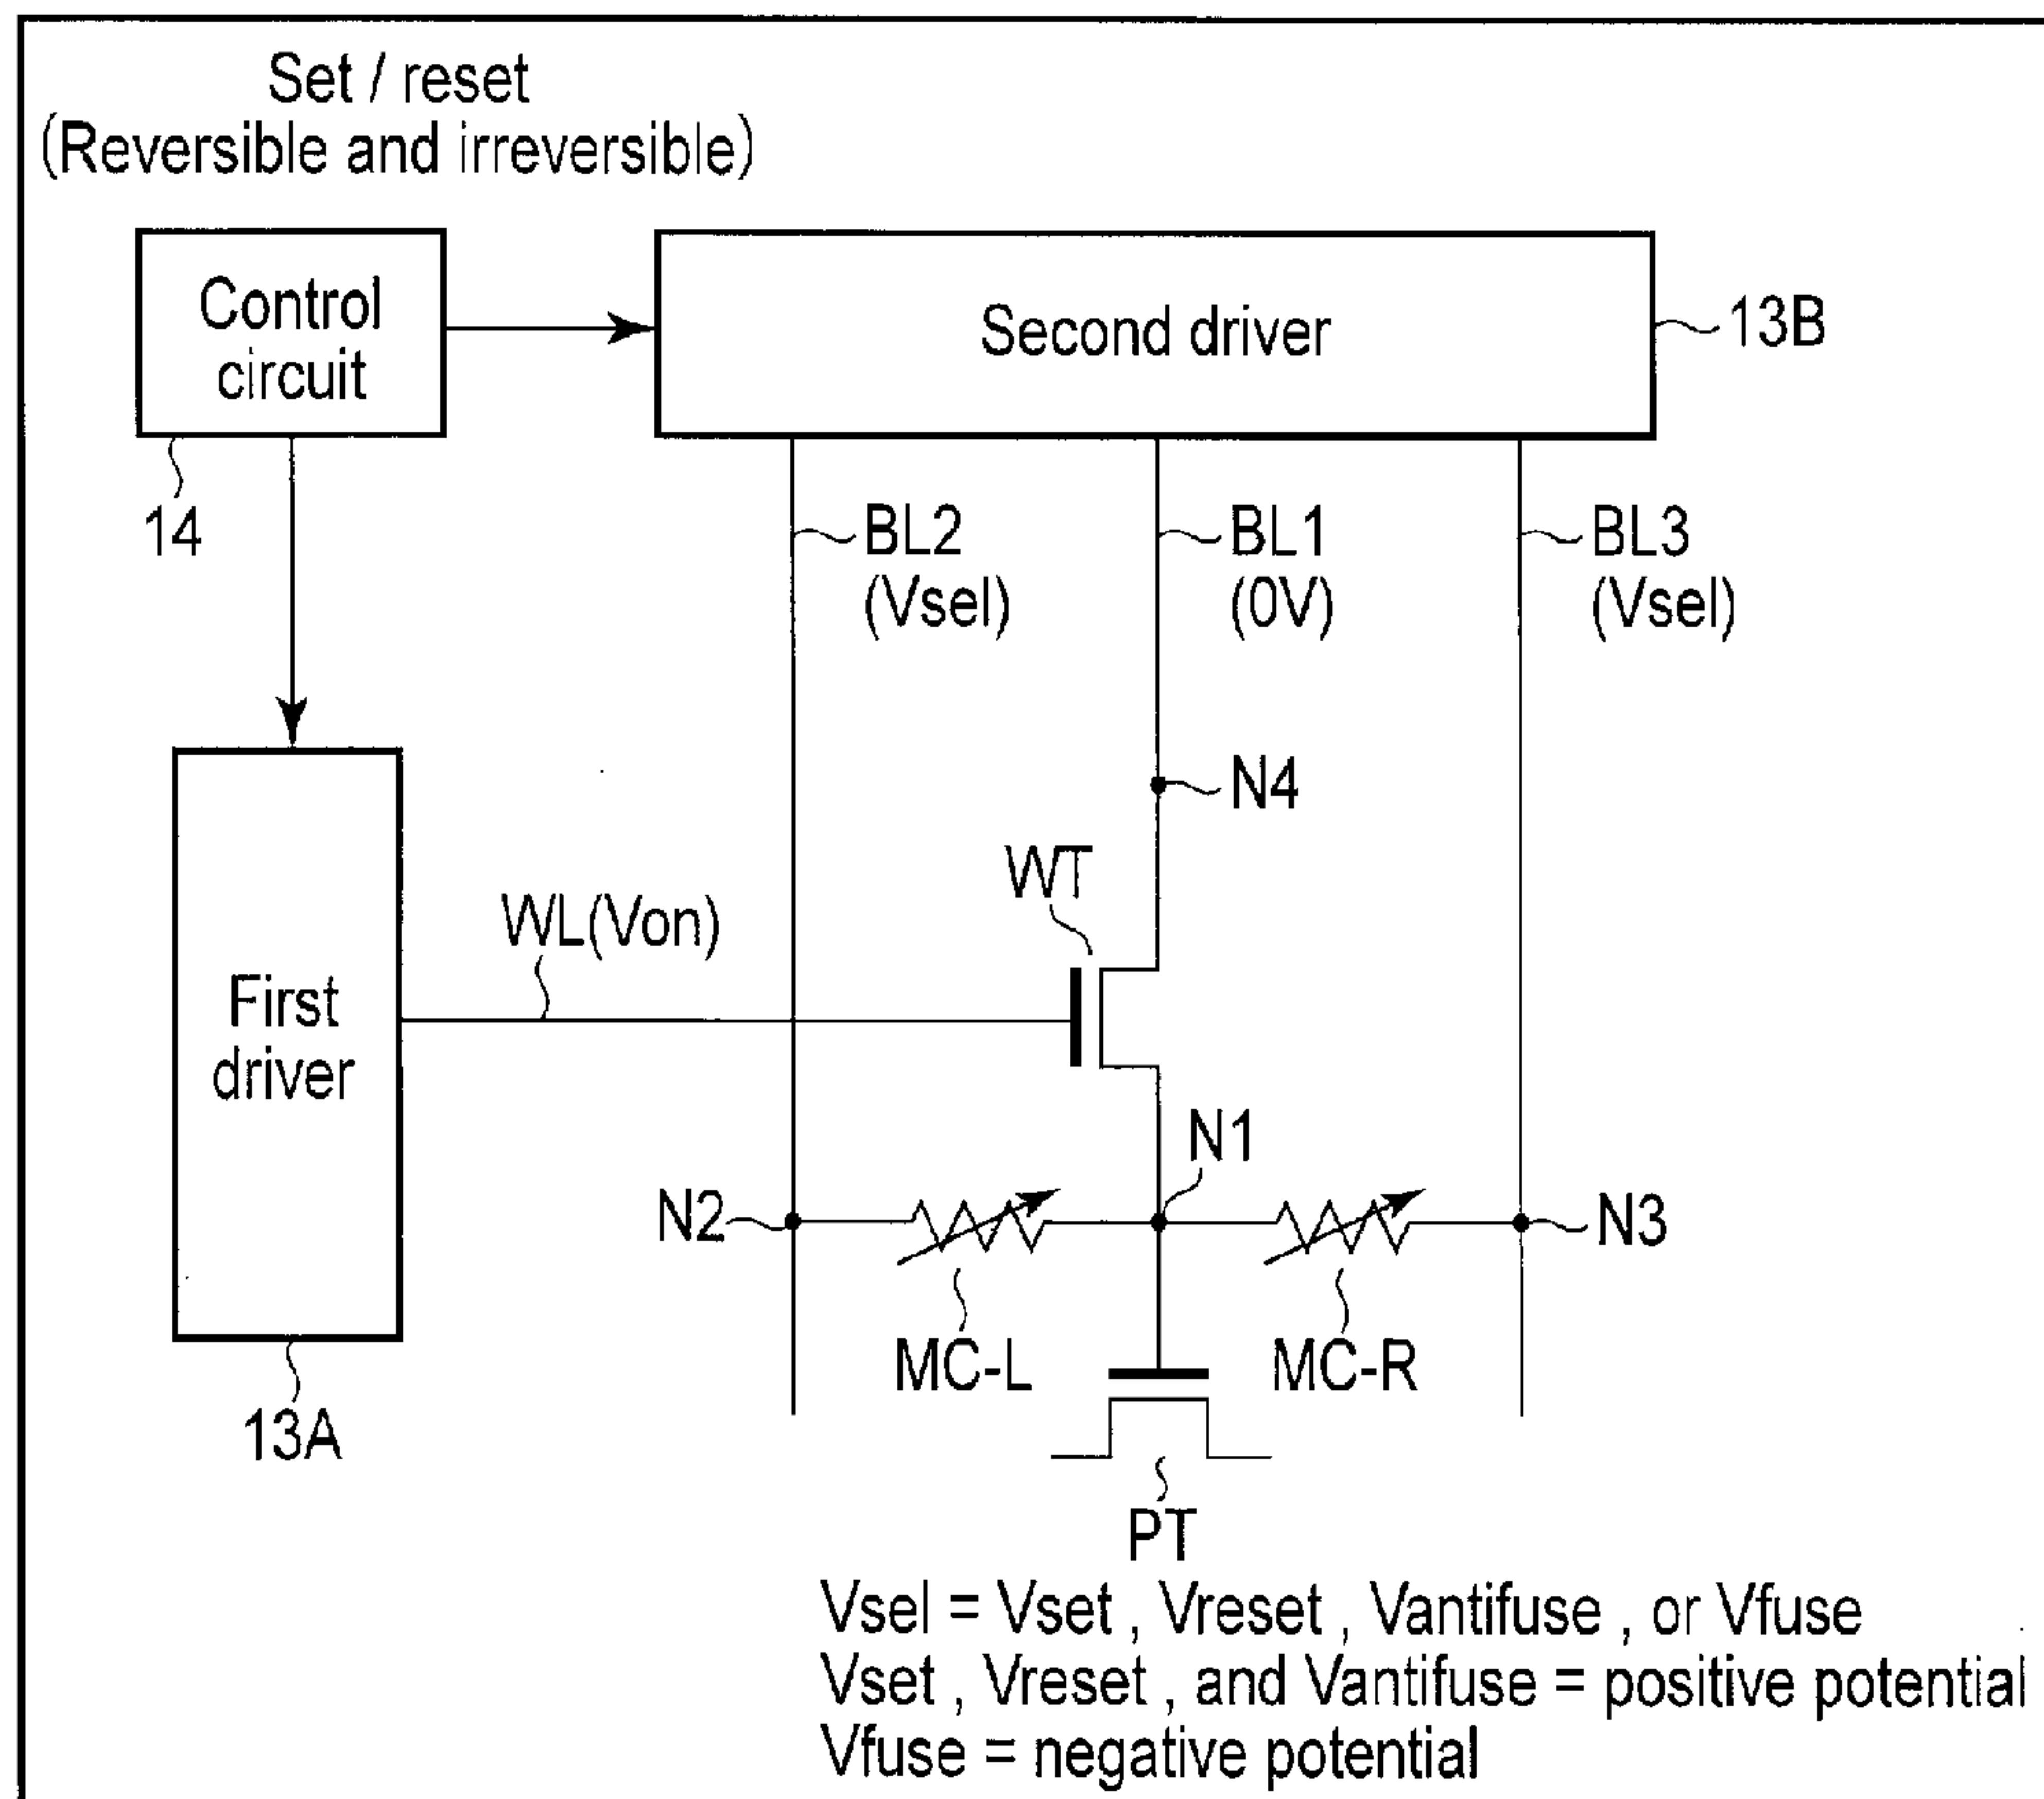 Set / reset
(Reversible and irreversible)
Control
circuit
Second driver
13B
14
BL2
(Vsel)
BL1
(0V)
BL3
(Vsel)
N4
WT
WL(Von)
First
driver
N1
N2
N3
MC-L
MC-R
13A
PT
Vsel = Vset , Vreset , Vantifuse , or Vfuse
Vset , Vreset , and Vantifuse = positive potential
Vfuse = negative potential